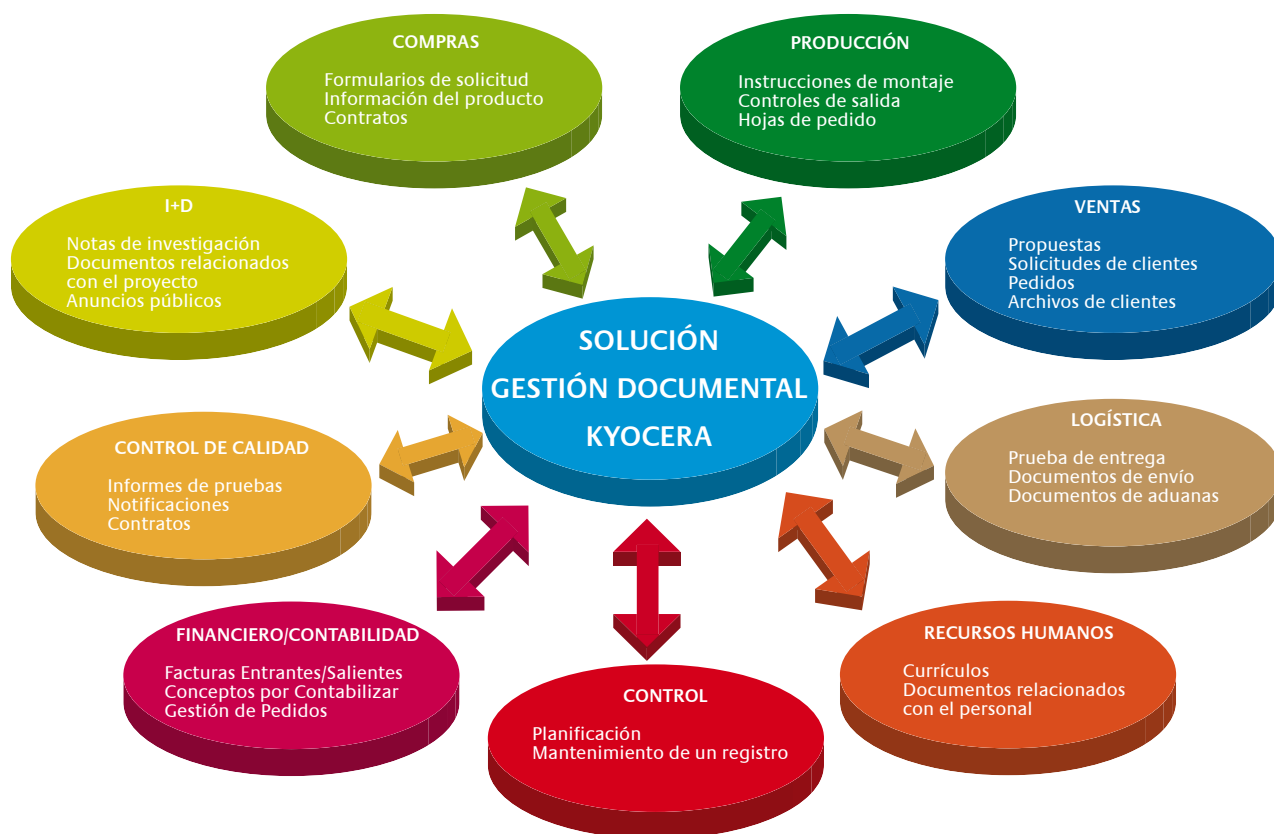 COMPRAS
Formularios de solicitud
Información del producto
Contratos
PRODUCCIÓN
Instrucciones de montaje
Controles de salida
Hojas de pedido
I+D
Notas de investigación
Documentos relacionados
con el proyecto
Anuncios públicos
VENTAS
Propuestas
Solicitudes de clientes
Pedidos
Archivos de clientes
SOLUCIÓN
GESTIÓN DOCUMENTAL
KYOCERA
CONTROL DE CALIDAD
Informes de pruebas
Notificaciones
Contratos
LOGÍSTICA
Prueba de entrega
Documentos de envío
Documentos de aduanas
FINANCIERO/CONTABILIDAD
Facturas Entrantes/Salientes
Conceptos por Contabilizar
Gestión de Pedidos
CONTROL
Planificación
Mantenimiento de un registro
RECURSOS HUMANOS
Currículos
Documentos relacionados
con el personal